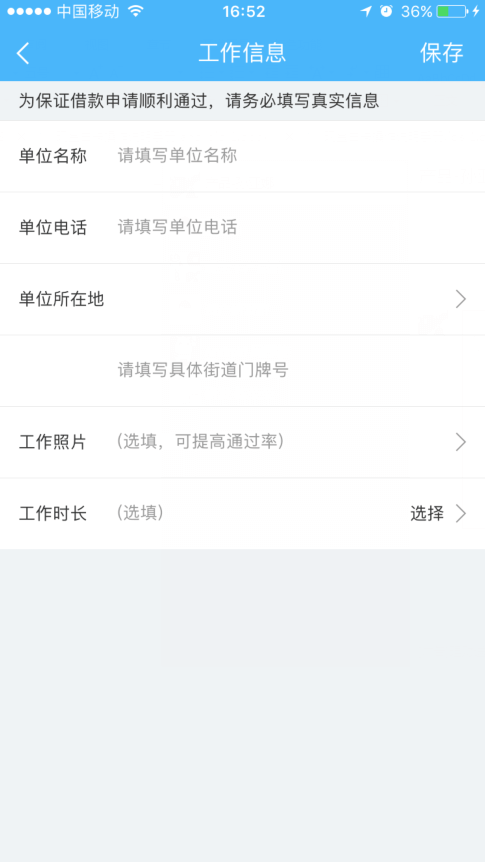 中国移动 16:52 36%
工作信息 保存
为保证借款申请顺利通过，请务必填写真实信息
单位名称 请填写单位名称
单位电话 请填写单位电话
单位所在地
请填写具体街道门牌号
工作照片 (选填，可提高通过率)
工作时长 (选填) 选择